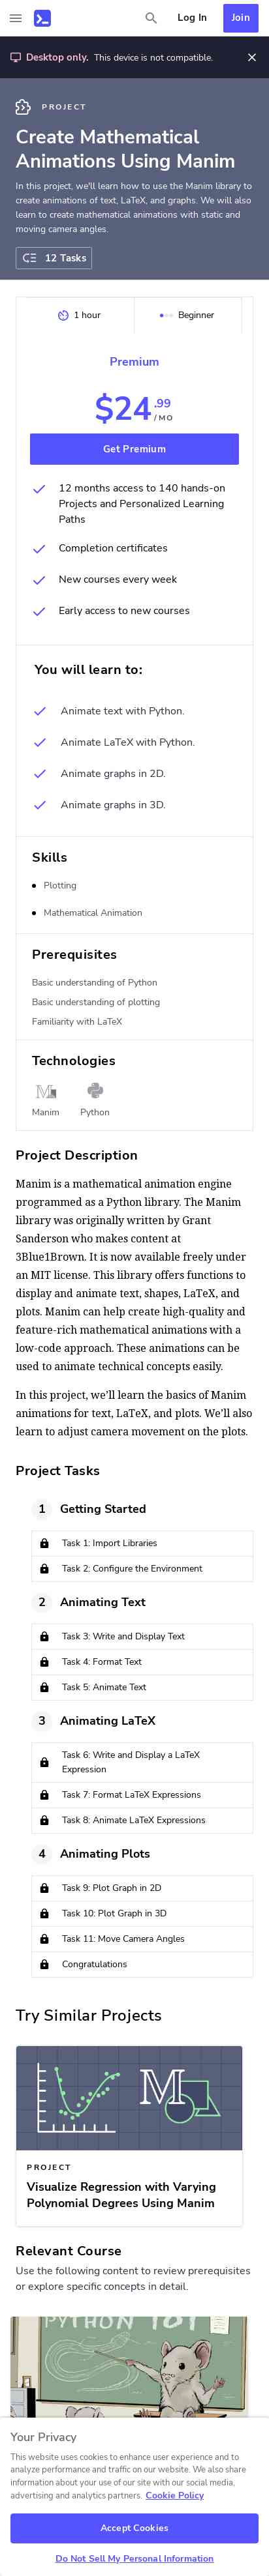 Log In
Join
Desktop only. This device is not compatible.
PROJECT
Create Mathematical
Animations Using Manim
In this project, we'll learn how to use the Manim library to
create animations of text, LaTeX, and graphs. We will also
learn to create mathematical animations with static and
moving camera angles.
12 Tasks
1 hour
Beginner
Premium
$24 .99
/ MO
Get Premium
12 months access to 140 hands-on
Projects and Personalized Learning
Paths
Completion certificates
New courses every week
Early access to new courses
You will learn to:
Animate text with Python.
Animate LaTeX with Python.
Animate graphs in 2D.
Animate graphs in 3D.
Skills
Plotting
Mathematical Animation
Prerequisites
Basic understanding of Python
Basic understanding of plotting
Familiarity with LaTeX
Technologies
Manim
Python
Project Description
Manim is a mathematical animation engine
programmed as a Python library. The Manim
library was originally written by Grant
Sanderson who makes content at
3Blue1Brown. It is now available freely under
an MIT license. This library offers functions to
display and animate text, shapes, LaTeX, and
plots. Manim can help create high-quality and
feature-rich mathematical animations with a
low-code approach. These animations can be
used to animate technical concepts easily.
In this project, we’ll learn the basics of Manim
animations for text, LaTeX, and plots. We’ll also
learn to adjust camera movement on the plots.
Project Tasks
1
Getting Started
Task 1: Import Libraries
Task 2: Configure the Environment
2
Animating Text
Task 3: Write and Display Text
Task 4: Format Text
Task 5: Animate Text
3
Animating LaTeX
Task 6: Write and Display a LaTeX
Expression
Task 7: Format LaTeX Expressions
Task 8: Animate LaTeX Expressions
4
Animating Plots
Task 9: Plot Graph in 2D
Task 10: Plot Graph in 3D
Task 11: Move Camera Angles
Congratulations
Try Similar Projects
PROJECT
Visualize Regression with Varying
Polynomial Degrees Using Manim
Relevant Course
Use the following content to review prerequisites
or explore specific concepts in detail.
PYTHON 101
Your Privacy
This website uses cookies to enhance user experience and to
analyze performance and traffic on our website. We also share
information about your use of our site with our social media,
advertising and analytics partners. Cookie Policy
Accept Cookies
Do Not Sell My Personal Information